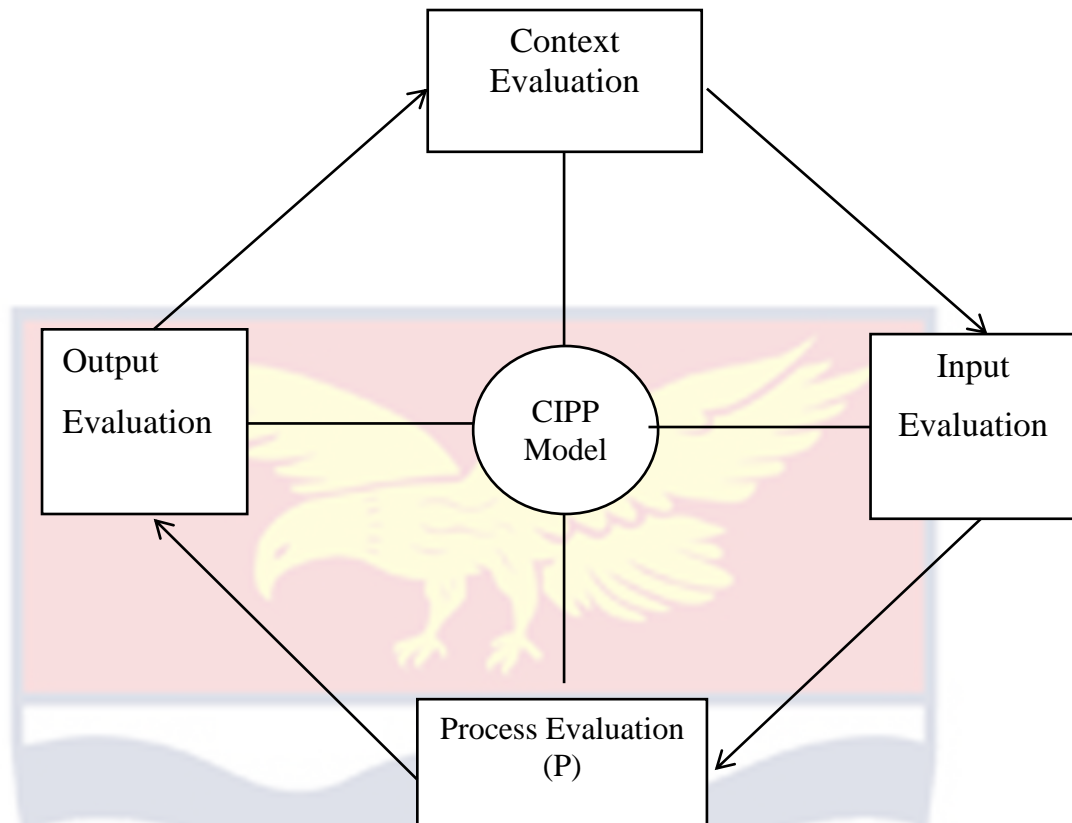 Context
Evaluation
Output
Evaluation
CIPP
Model
Input
Evaluation
Process Evaluation
(P)